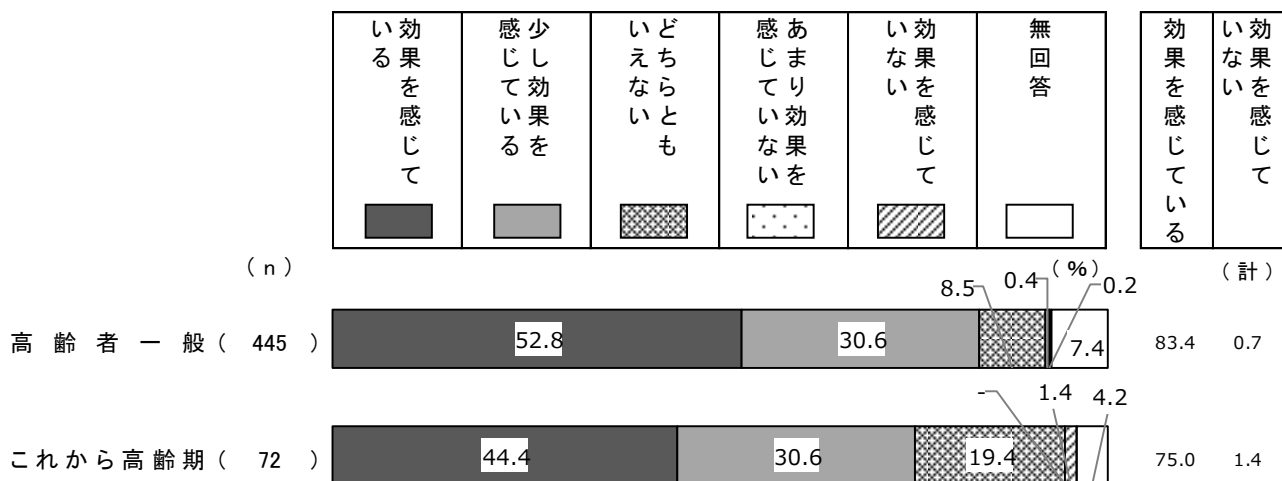 効果を感じて
いる
少し効果を
感じている
どちらとも
いえない
あまり効果を
感じていない
効果を感じて
いない
無回答
効果を感じている
効果を感じて
いない
(n)
(%)
(計)
8.5
0.4
0.2
高齢者一般( 445 )
52.8
30.6
7.4
83.4
0.7
-
1.4
4.2
これから高齢期( 72 )
44.4
30.6
19.4
75.0
1.4